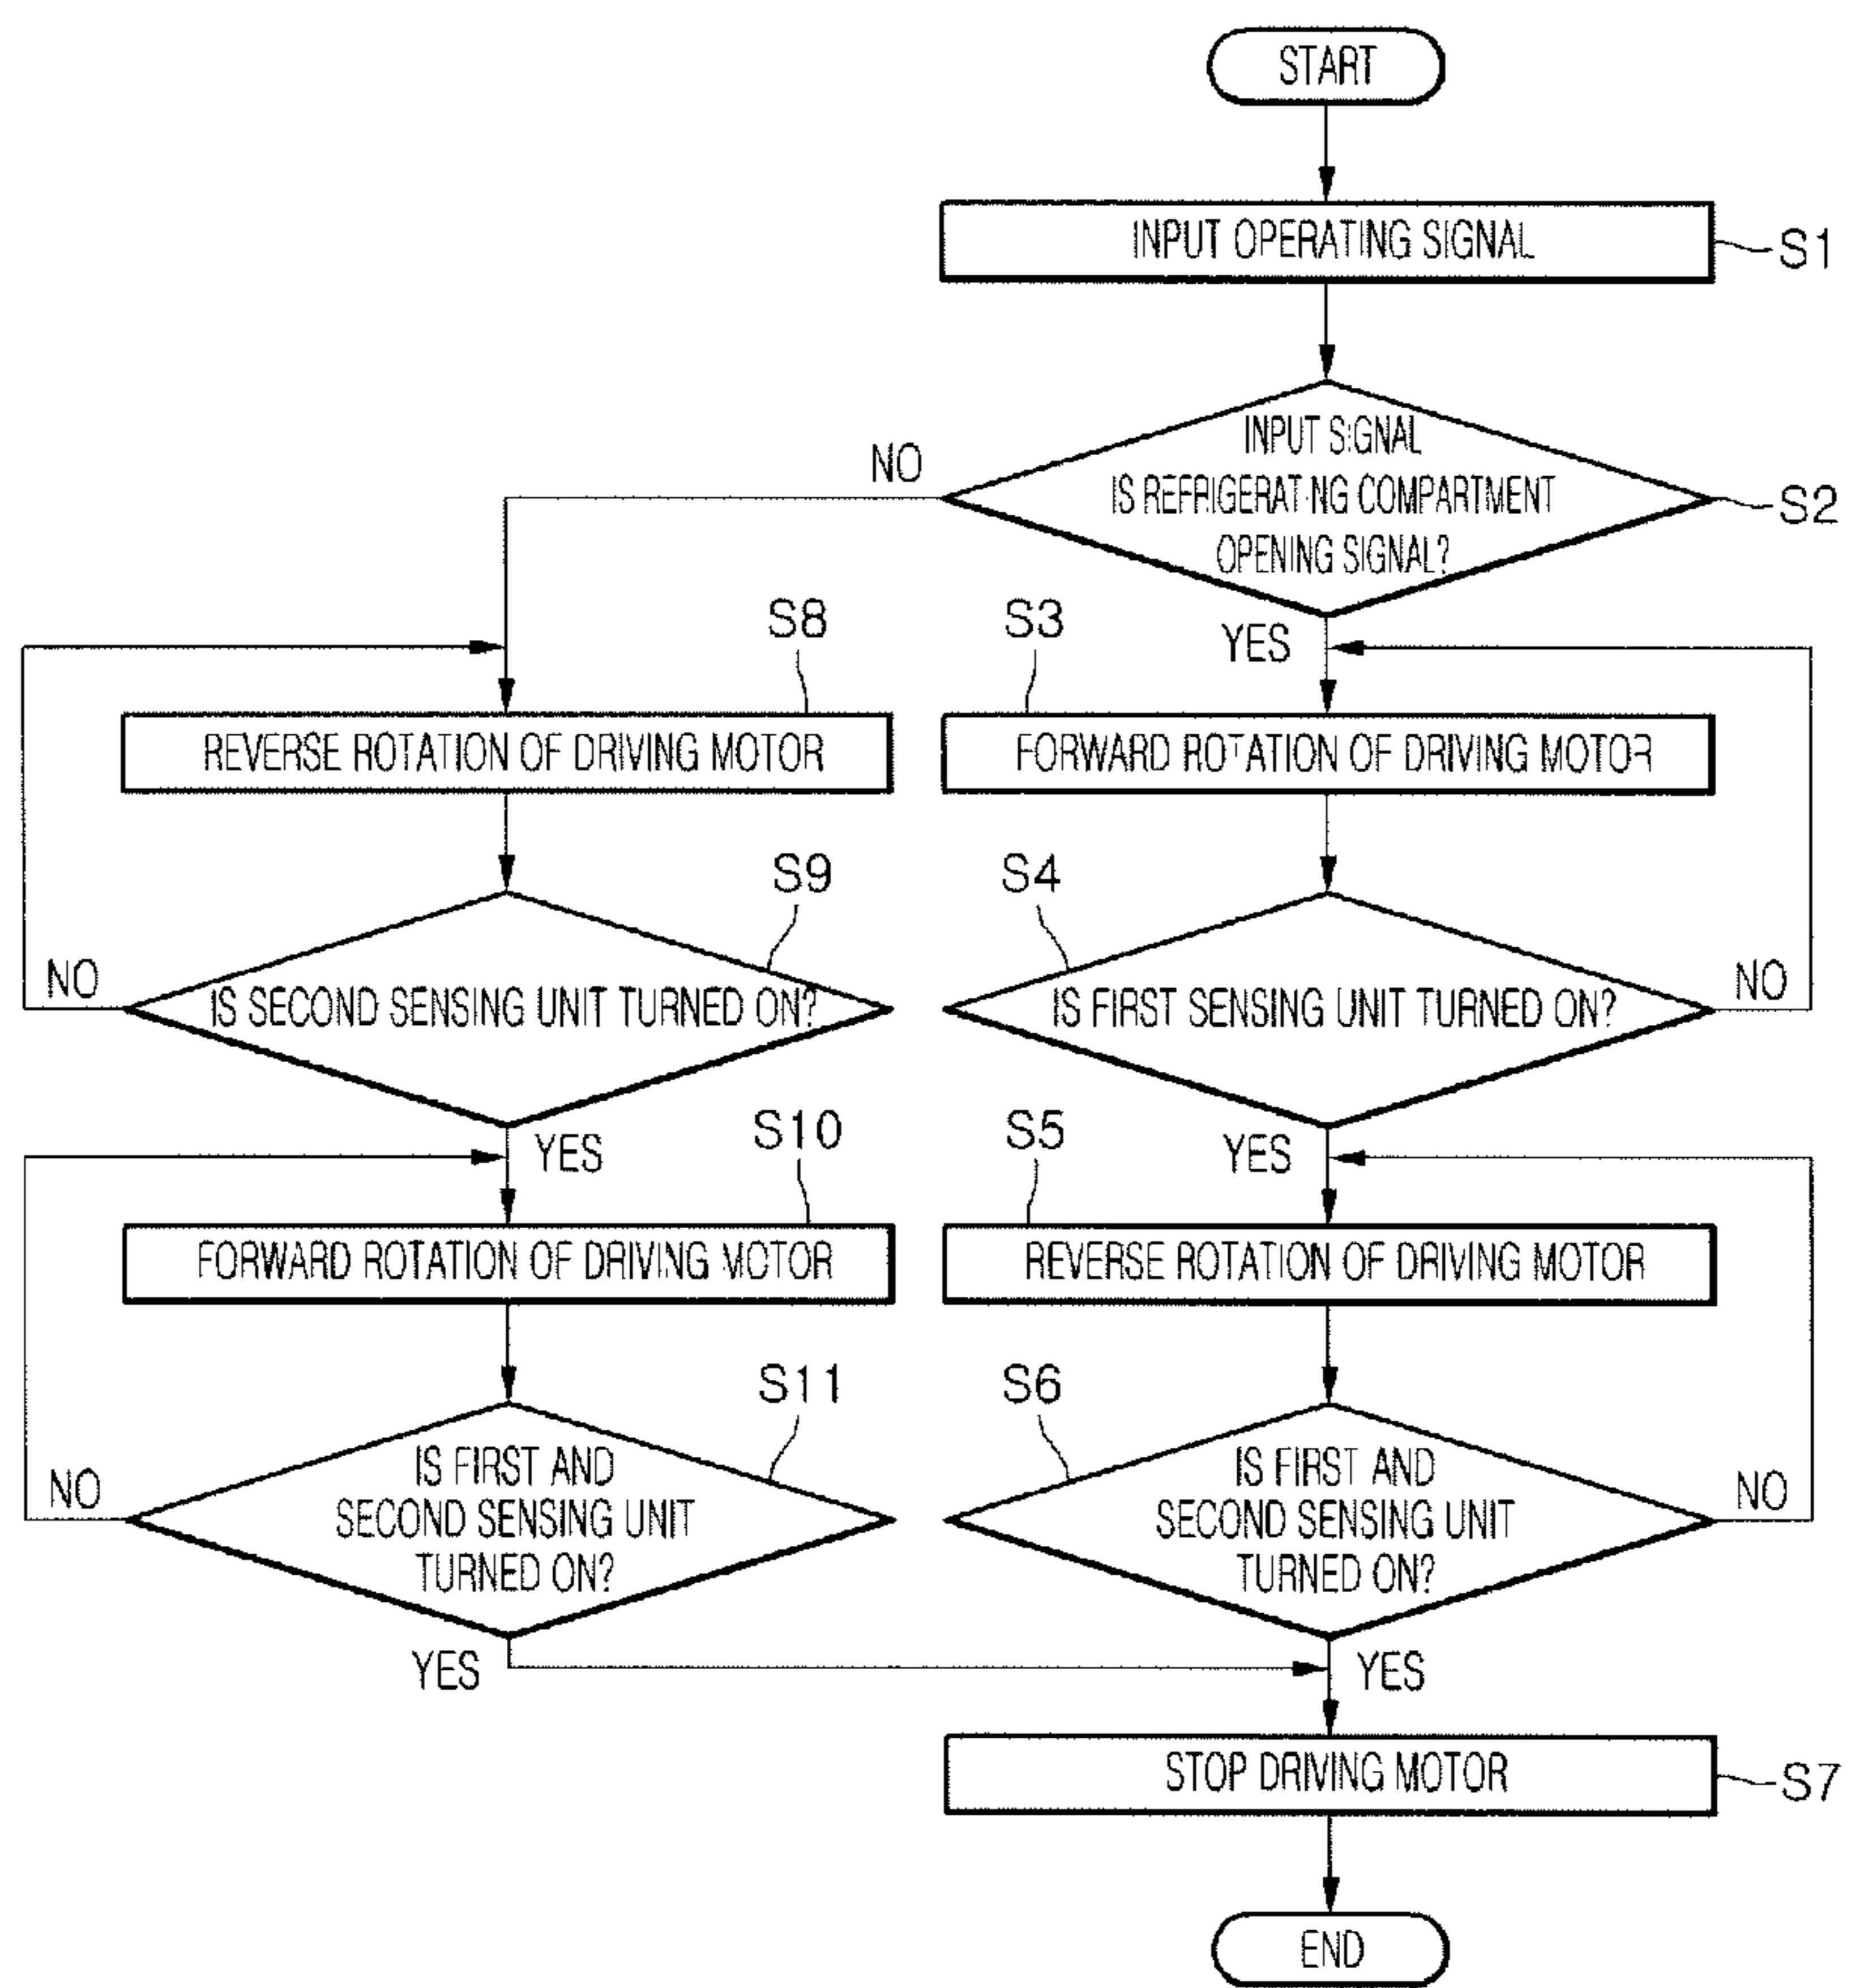 START
INPUT OPERATING SIGNAL
S1
INPUT SIGNAL
IS REFRIGERATING COMPARTMENT
OPENING SIGNAL?
S2
NO
YES
S8
S3
REVERSE ROTATION OF DRIVING MOTOR
FORWARD ROTATION OF DRIVING MOTOR
S9
S4
NO
IS SECOND SENSING UNIT TURNED ON?
IS FIRST SENSING UNIT TURNED ON?
NO
YES
S10
S5
YES
FORWARD ROTATION OF DRIVING MOTOR
REVERSE ROTATION OF DRIVING MOTOR
S11
S6
NO
IS FIRST AND
SECOND SENSING UNIT
TURNED ON?
IS FIRST AND
SECOND SENSING UNIT
TURNED ON?
NO
YES
YES
STOP DRIVING MOTOR
S7
END